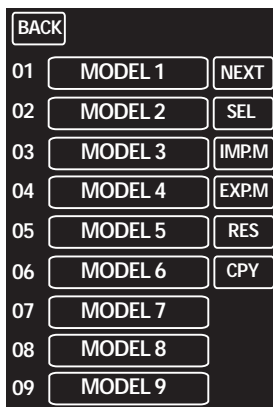 BACK
01 MODEL 1 NEXT
02 MODEL 2 SEL
03 MODEL 3 IMP.M
04 MODEL 4 EXP.M
05 MODEL 5 RES
06 MODEL 6 CPY
07 MODEL 7
08 MODEL 8
09 MODEL 9